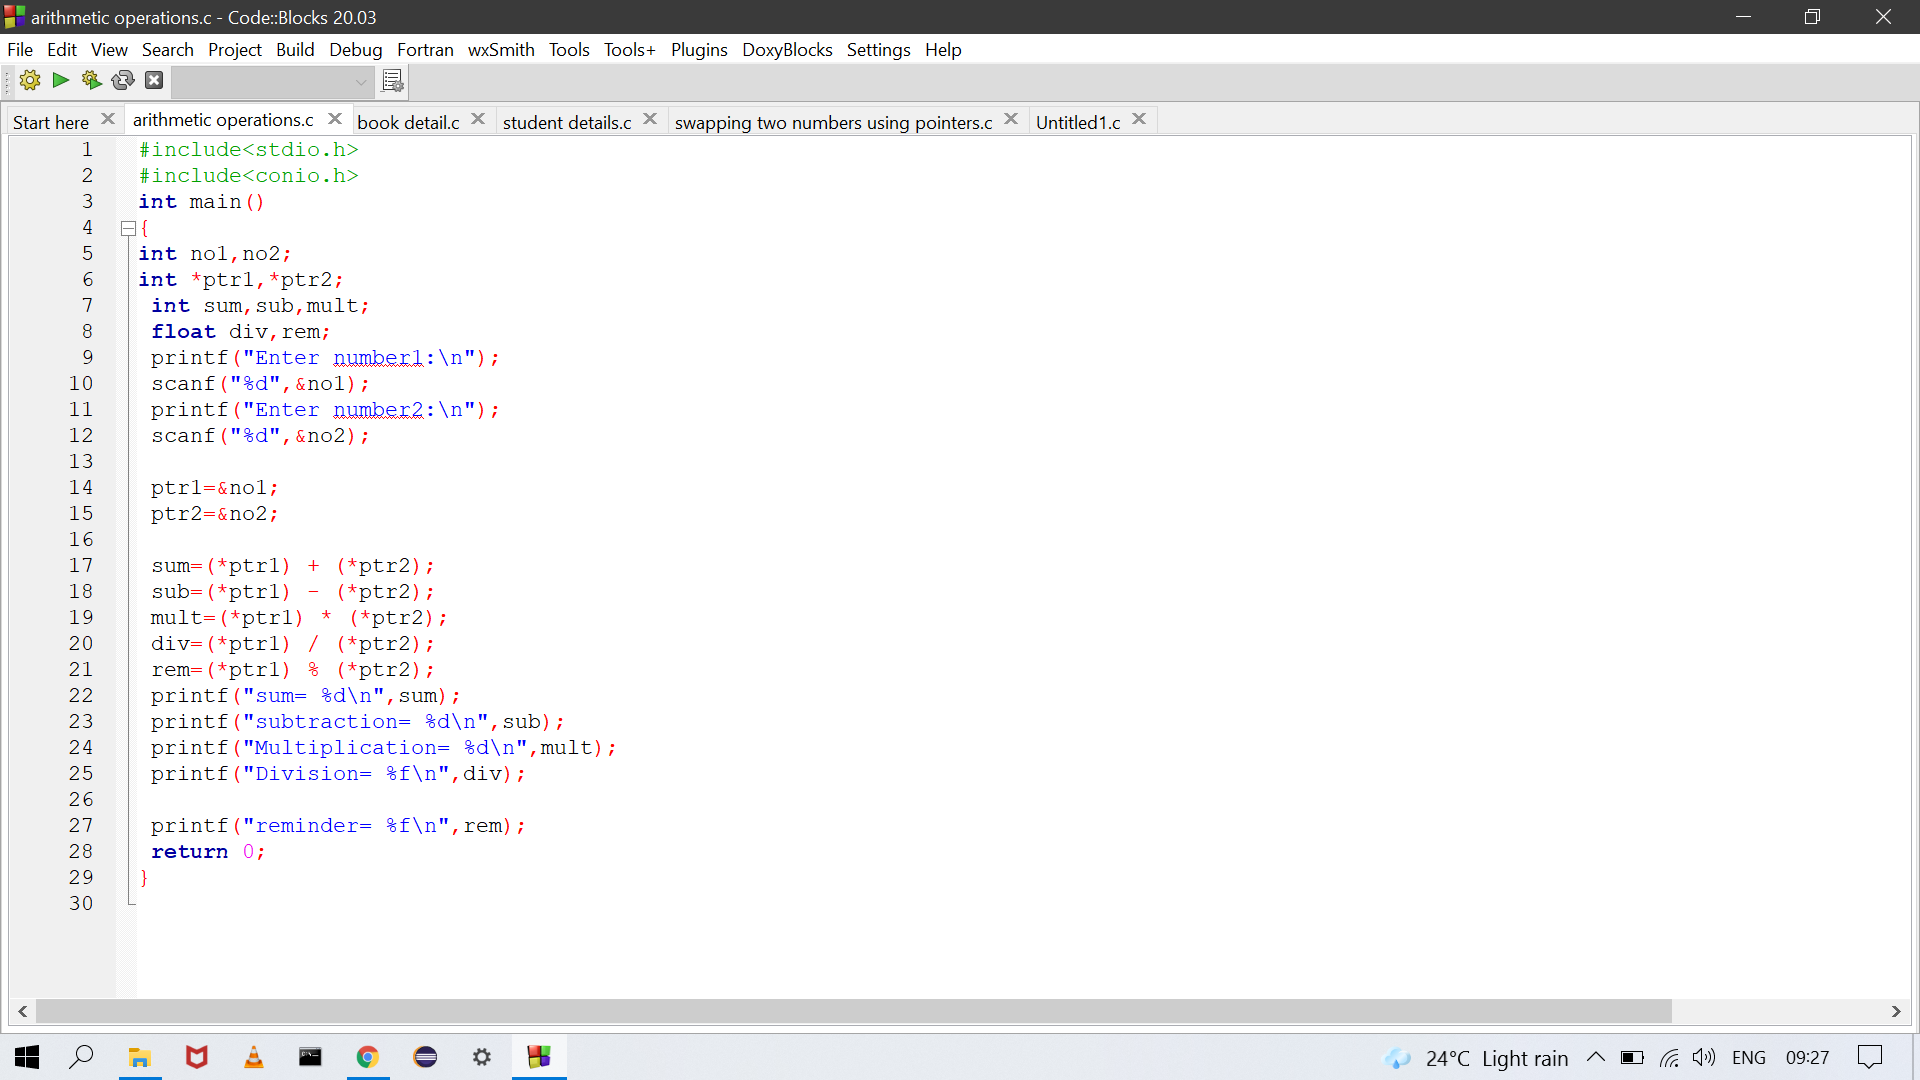 arithmetic operations.c - Code::Blocks 20.03
File Edit View Search Project Build Debug Fortran wxSmith Tools Tools+ Plugins DoxyBlocks Settings Help
Start here arithmetic operations.c book detail.c student details.c swapping two numbers using pointers.c Untitled1.c
1 #include<stdio.h>
2 #include<conio.h>
3 int main()
4 {
5 int no1,no2;
6 int *ptr1,*ptr2;
7 int sum,sub,mult;
8 float div,rem;
9 printf("Enter number1:\n");
10 scanf("%d",&no1);
11 printf("Enter number2:\n");
12 scanf("%d",&no2);
13
14 ptr1=&no1;
15 ptr2=&no2;
16
17 sum=(*ptr1) + (*ptr2);
18 sub=(*ptr1) - (*ptr2);
19 mult=(*ptr1) * (*ptr2);
20 div=(*ptr1) / (*ptr2);
21 rem=(*ptr1) % (*ptr2);
22 printf("sum= %d\n",sum);
23 printf("subtraction= %d\n",sub);
24 printf("Multiplication= %d\n",mult);
25 printf("Division= %f\n",div);
26
27 printf("reminder= %f\n",rem);
28 return 0;
29 }
30
24°C Light rain ENG 09:27